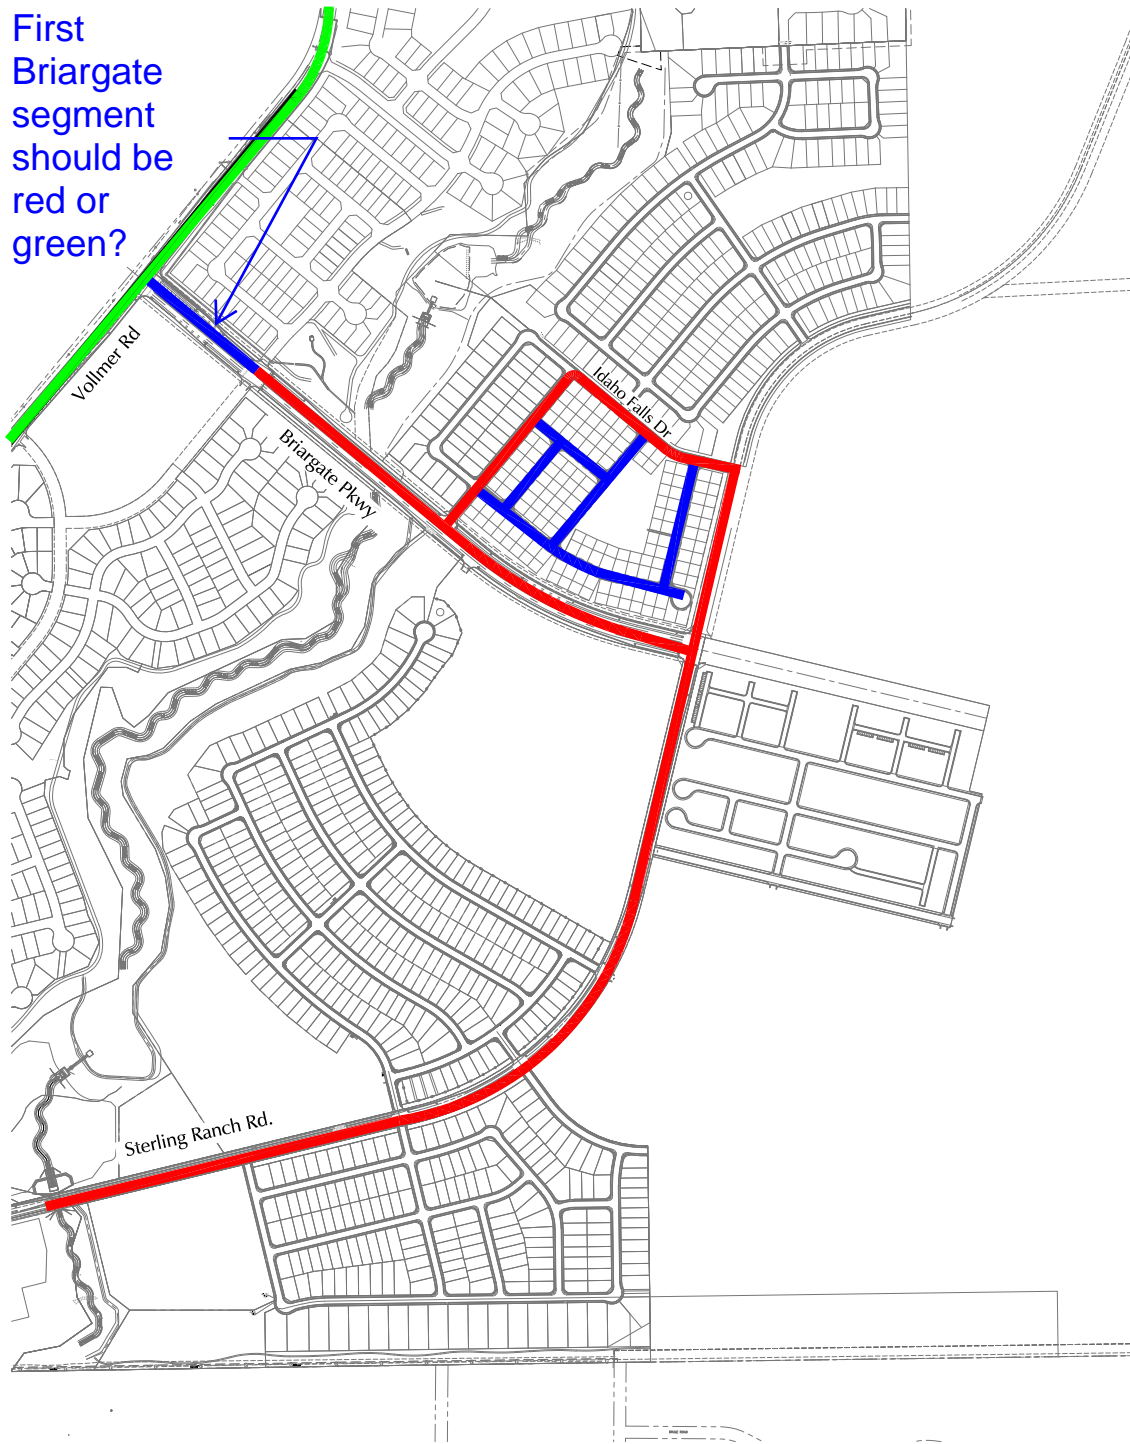 First
Briargate
segment
should be
red or
green?
Vollmer Rd
Idaho Falls Dr
Briargate Pkwy
Sterling Ranch Rd.